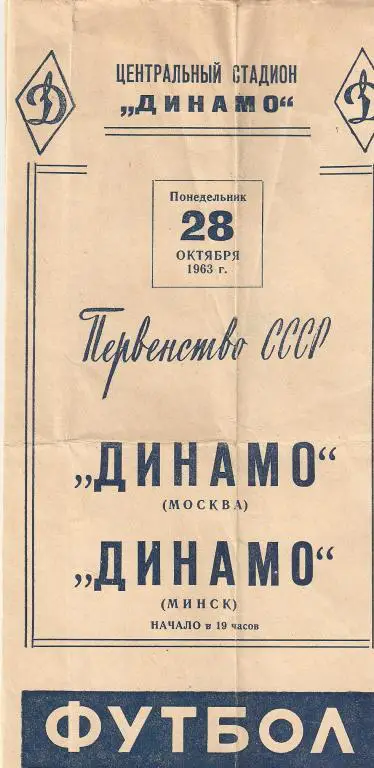 Д
Д
ЦЕНТРАЛЬНЫЙ СТАДИОН
„ДИНАМО“
Понедельник
28
ОКТЯБРЯ
1963 г.
Первенство СССР
„ДИНАМО“
(МОСКВА)
„ДИНАМО“
(МИНСК)
НАЧАЛО в 19 часов
ФУТБОЛ